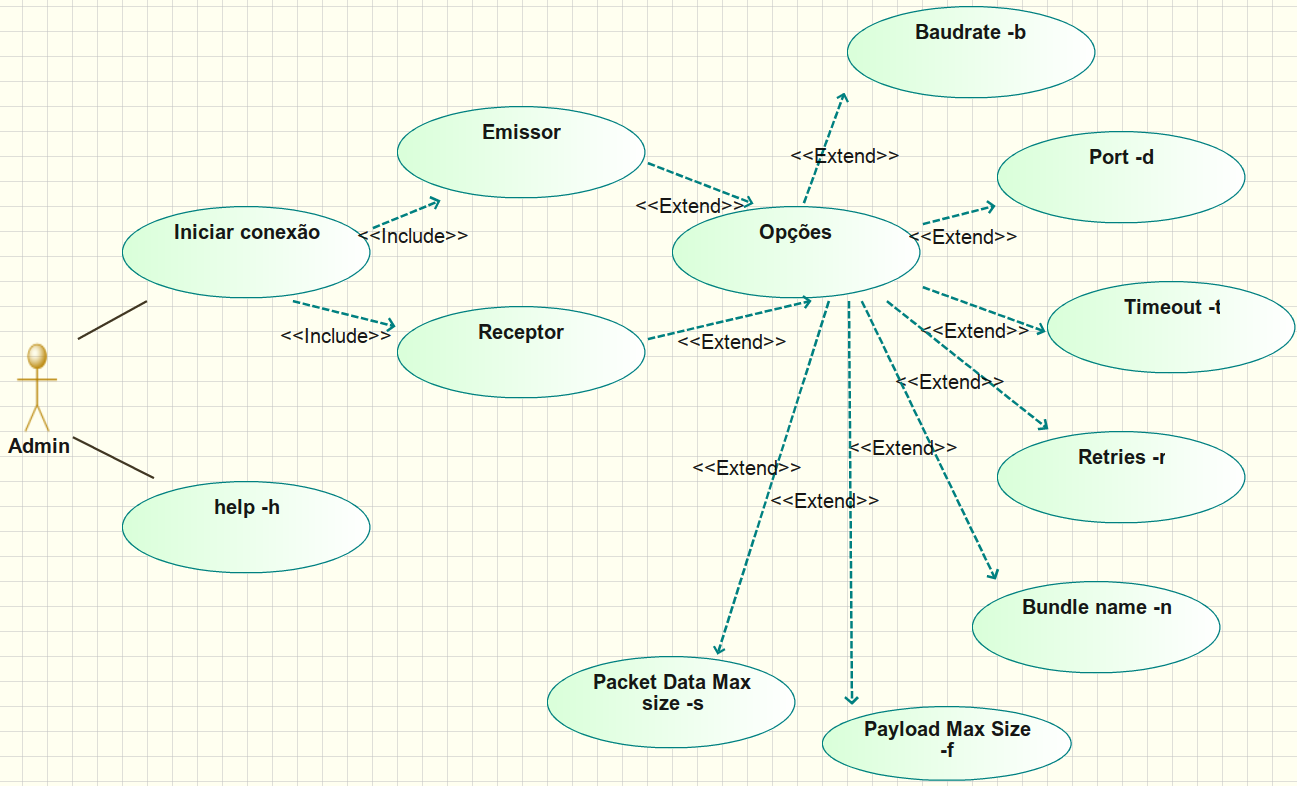 Baudrate -b
Emissor
<<Extend>>
Port -d
<<Extend>>
Iniciar conexão
<<Include>>
Opções
<<Extend>>
<<Include>>
Receptor
<<Extend>>
Timeout -t
<<Extend>>
<<Extend>>
Admin
<<Extend>>
Retries -r
<<Extend>>
<<Extend>>
help -h
Bundle name -n
Packet Data Max
size -s
Payload Max Size
-f